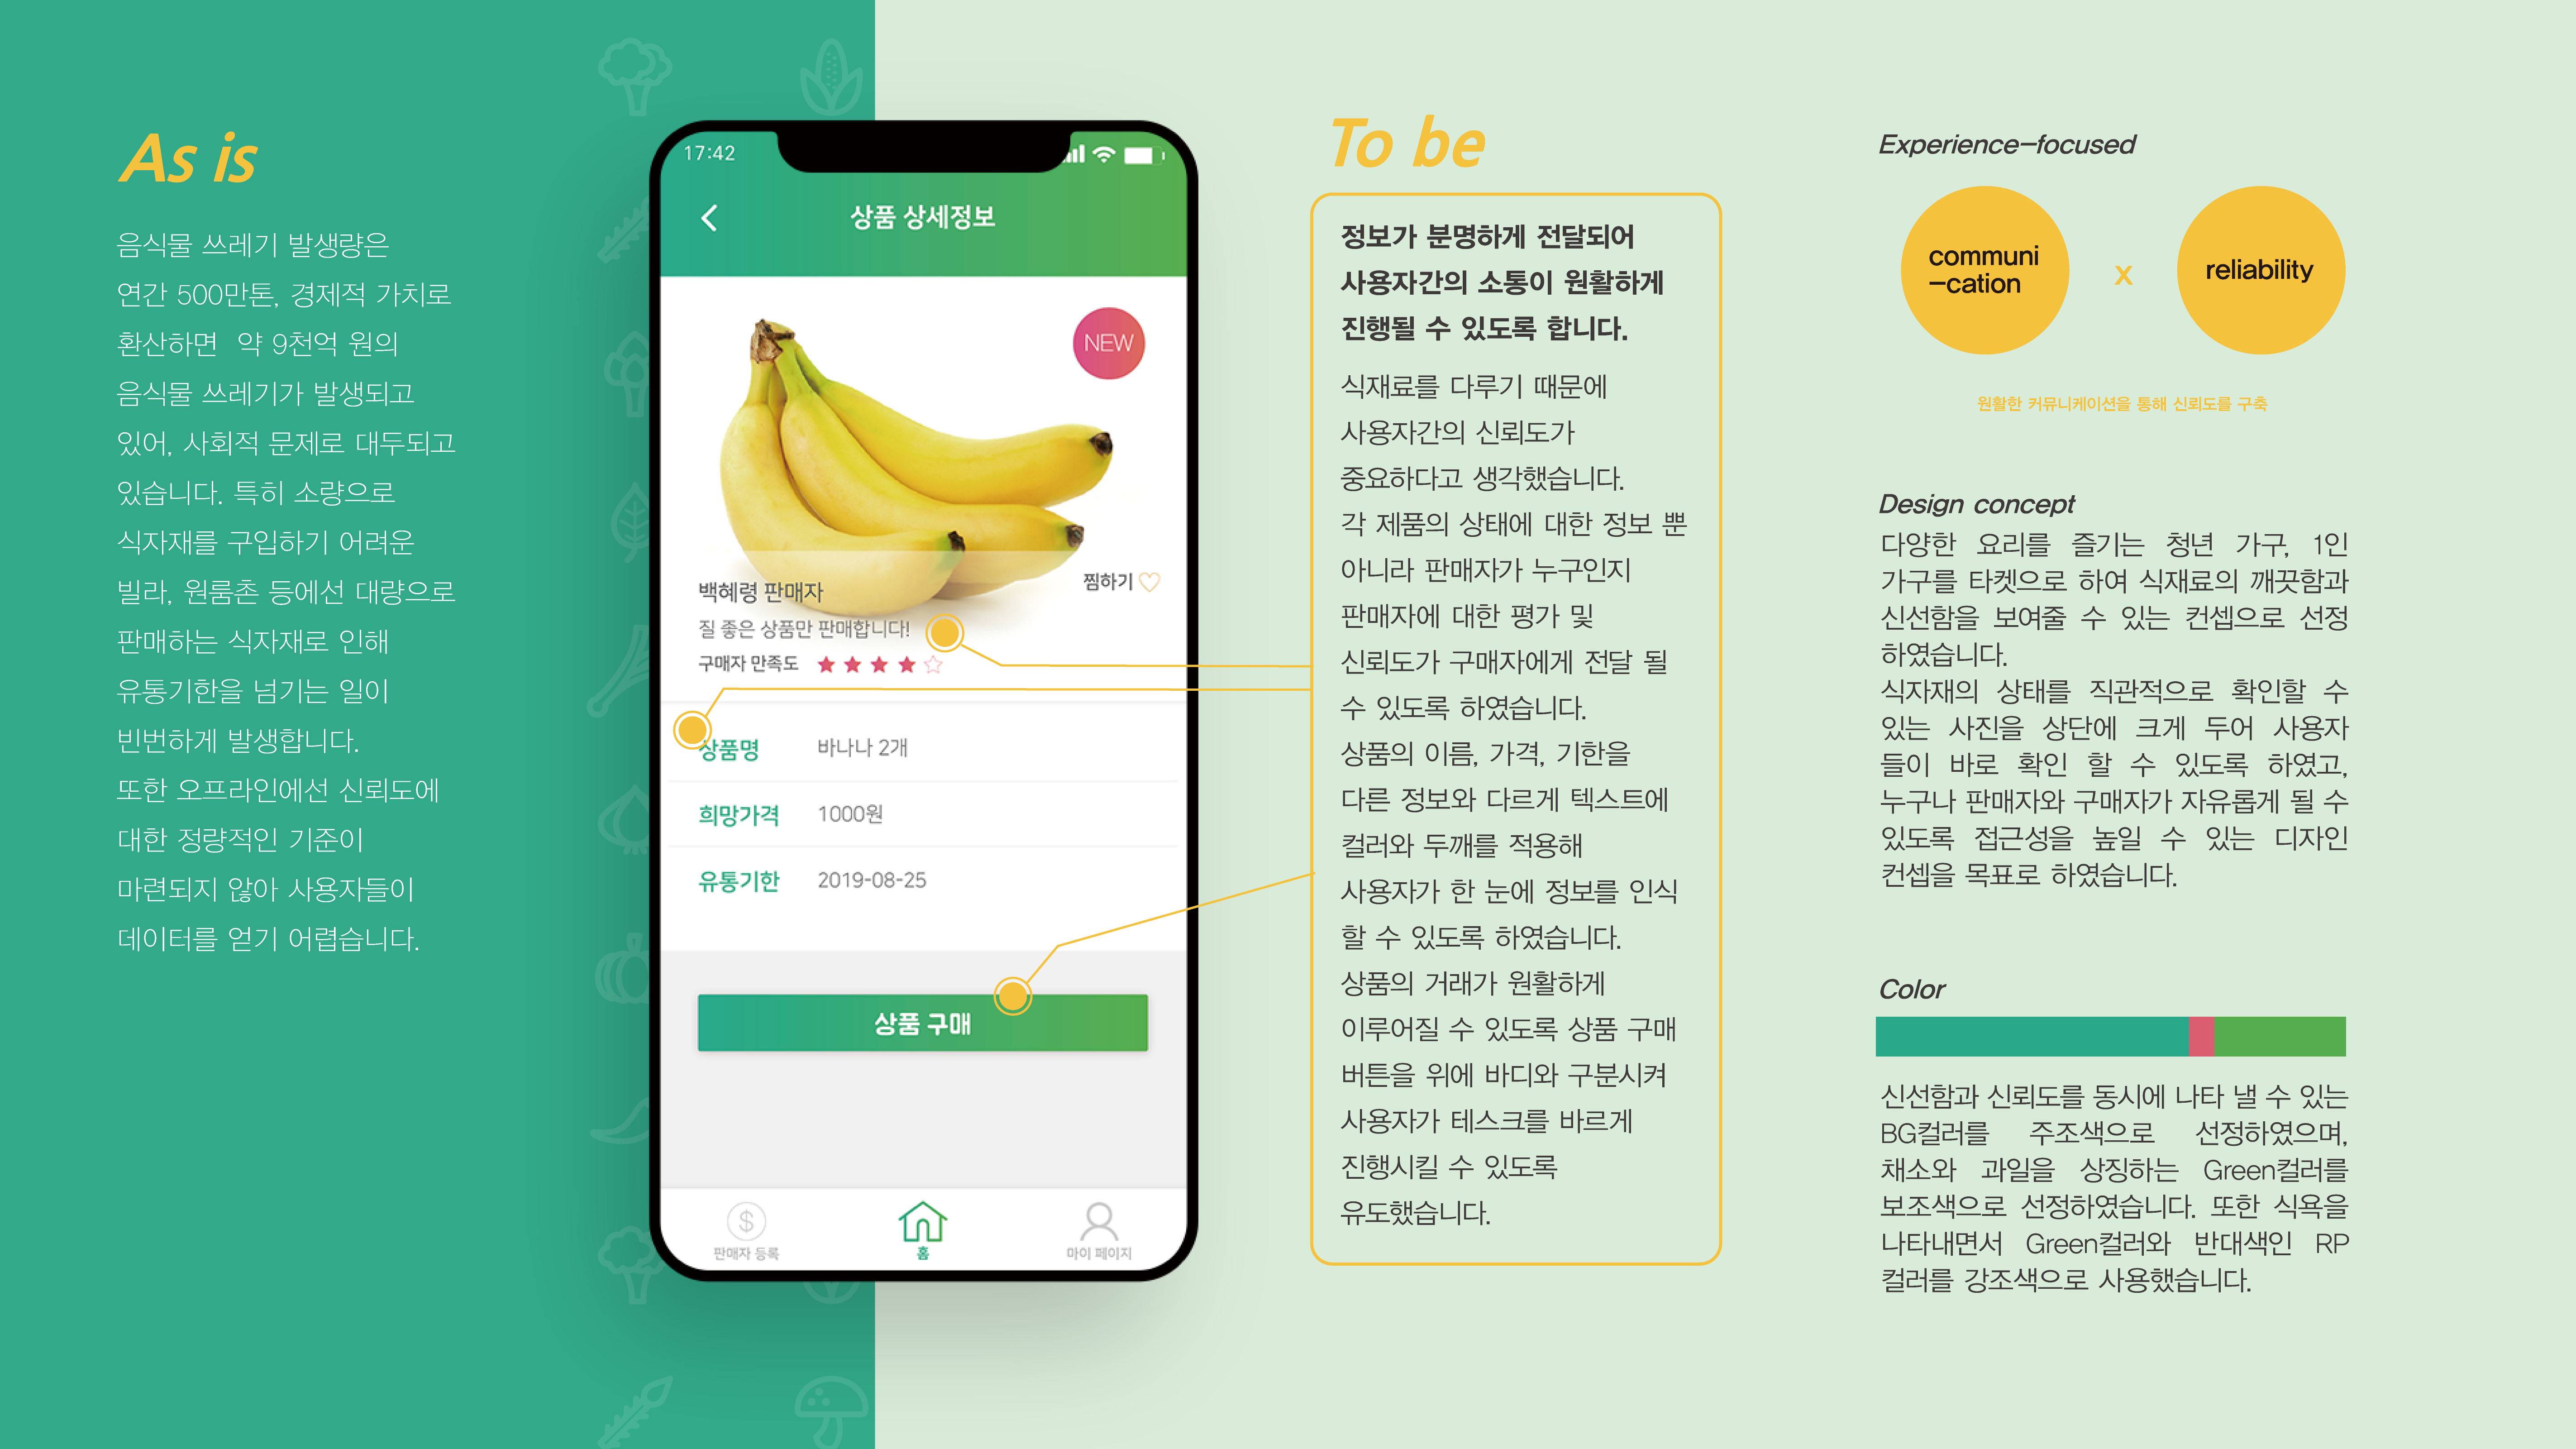 As is
음식물 쓰레기 발생량은
연간 500만톤, 경제적 가치로
환산하면 약 9천억 원의
음식물 쓰레기가 발생되고
있어, 사회적 문제로 대두되고
있습니다. 특히 소량으로
식자재를 구입하기 어려운
빌라, 원룸촌 등에선 대량으로
판매하는 식자재로 인해
유통기한을 넘기는 일이
빈번하게 발생합니다.
또한 오프라인에선 신뢰도에
대한 정량적인 기준이
마련되지 않아 사용자들이
데이터를 얻기 어렵습니다.
17:42
상품 상세정보
NEW
백혜령 판매자
찜하기
질 좋은 상품만 판매합니다!
구매자 만족도
상품명 바나나 2개
희망가격 1000원
유통기한 2019-08-25
상품 구매
판매자 등록
홈
마이 페이지
To be
정보가 분명하게 전달되어
사용자간의 소통이 원활하게
진행될 수 있도록 합니다.
식재료를 다루기 때문에
사용자간의 신뢰도가
중요하다고 생각했습니다.
각 제품의 상태에 대한 정보 뿐
아니라 판매자가 누구인지
판매자에 대한 평가 및
신뢰도가 구매자에게 전달 될
수 있도록 하였습니다.
상품의 이름, 가격, 기한을
다른 정보와 다르게 텍스트에
컬러와 두깨를 적용해
사용자가 한 눈에 정보를 인식
할 수 있도록 하였습니다.
상품의 거래가 원활하게
이루어질 수 있도록 상품 구매
버튼을 위에 바디와 구분시켜
사용자가 테스크를 바르게
진행시킬 수 있도록
유도했습니다.
Experience-focused
communi
-cation
x
reliability
원활한 커뮤니케이션을 통해 신뢰도를 구축
Design concept
다양한 요리를 즐기는 청년 가구, 1인
가구를 타켓으로 하여 식재료의 깨끗함과
신선함을 보여줄 수 있는 컨셉으로 선정
하였습니다.
식자재의 상태를 직관적으로 확인할 수
있는 사진을 상단에 크게 두어 사용자
들이 바로 확인 할 수 있도록 하였고,
누구나 판매자와 구매자가 자유롭게 될 수
있도록 접근성을 높일 수 있는 디자인
컨셉을 목표로 하였습니다.
Color
신선함과 신뢰도를 동시에 나타 낼 수 있는
BG컬러를 주조색으로 선정하였으며,
채소와 과일을 상징하는 Green컬러를
보조색으로 선정하였습니다. 또한 식욕을
나타내면서 Green컬러와 반대색인 RP
컬러를 강조색으로 사용했습니다.